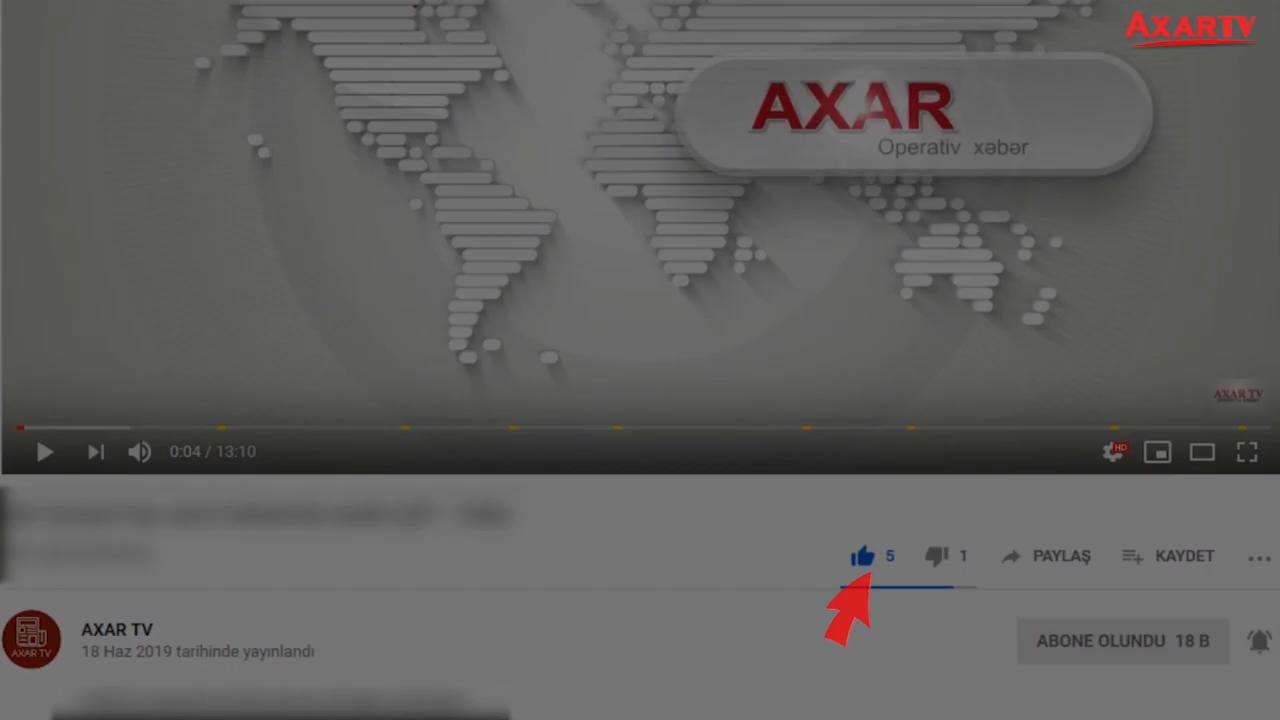 AXARTV
AXAR
Operativ xəbər
AXAR TV
0:04 / 13:10
HD
5
1
PAYLAŞ
KAYDET
AXAR TV
18 Haz 2019 tarihinde yayınlandı
AXAR TV
ABONE OLUNDU 18 B